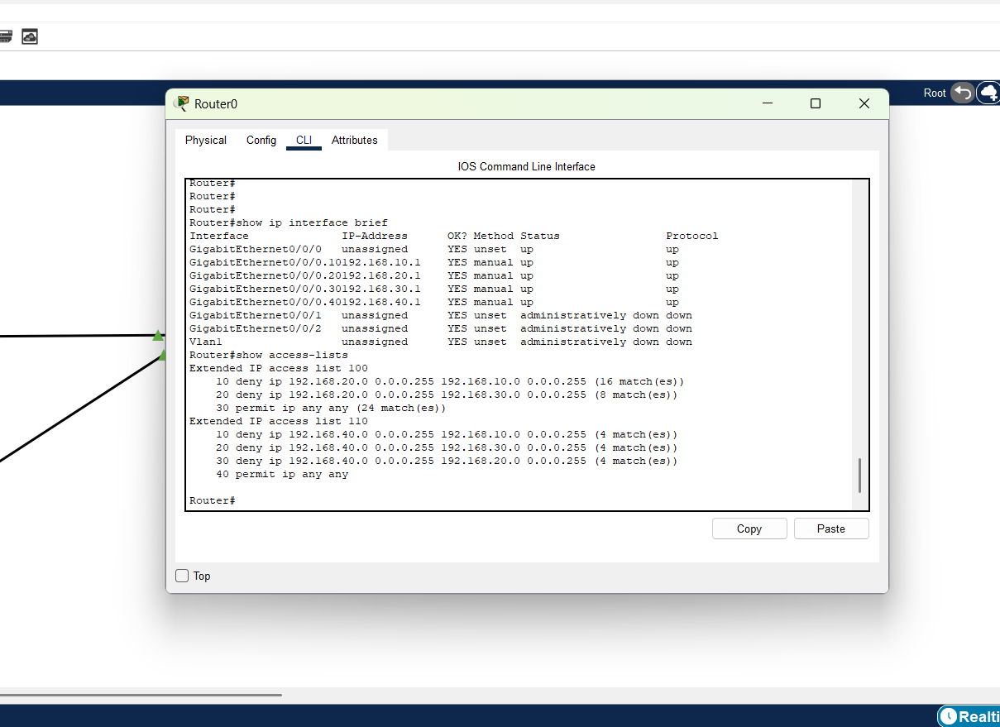 Root
Router0
Physical Config CLI Attributes
IOS Command Line Interface
Router#
Router#
Router#
Router#show ip interface brief
Interface              IP-Address      OK? Method Status                Protocol
GigabitEthernet0/0/0   unassigned      YES unset  up                    up
GigabitEthernet0/0/0.10192.168.10.1    YES manual up                    up
GigabitEthernet0/0/0.20192.168.20.1    YES manual up                    up
GigabitEthernet0/0/0.30192.168.30.1    YES manual up                    up
GigabitEthernet0/0/0.40192.168.40.1    YES manual up                    up
GigabitEthernet0/0/1   unassigned      YES unset  administratively down down
GigabitEthernet0/0/2   unassigned      YES unset  administratively down down
Vlan1                  unassigned      YES unset  administratively down down
Router#show access-lists
Extended IP access list 100
    10 deny ip 192.168.20.0 0.0.0.255 192.168.10.0 0.0.0.255 (16 match(es))
    20 deny ip 192.168.20.0 0.0.0.255 192.168.30.0 0.0.0.255 (8 match(es))
    30 permit ip any any (24 match(es))
Extended IP access list 110
    10 deny ip 192.168.40.0 0.0.0.255 192.168.10.0 0.0.0.255 (4 match(es))
    20 deny ip 192.168.40.0 0.0.0.255 192.168.30.0 0.0.0.255 (4 match(es))
    30 deny ip 192.168.40.0 0.0.0.255 192.168.20.0 0.0.0.255 (4 match(es))
    40 permit ip any any
Router#
Copy Paste
Top
Realti